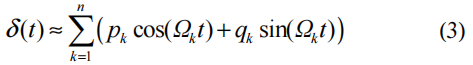 δ(t) ≈ ∑_{k=1}^{n} (p_k cos(Ω_k t) + q_k sin(Ω_k t)) (3)